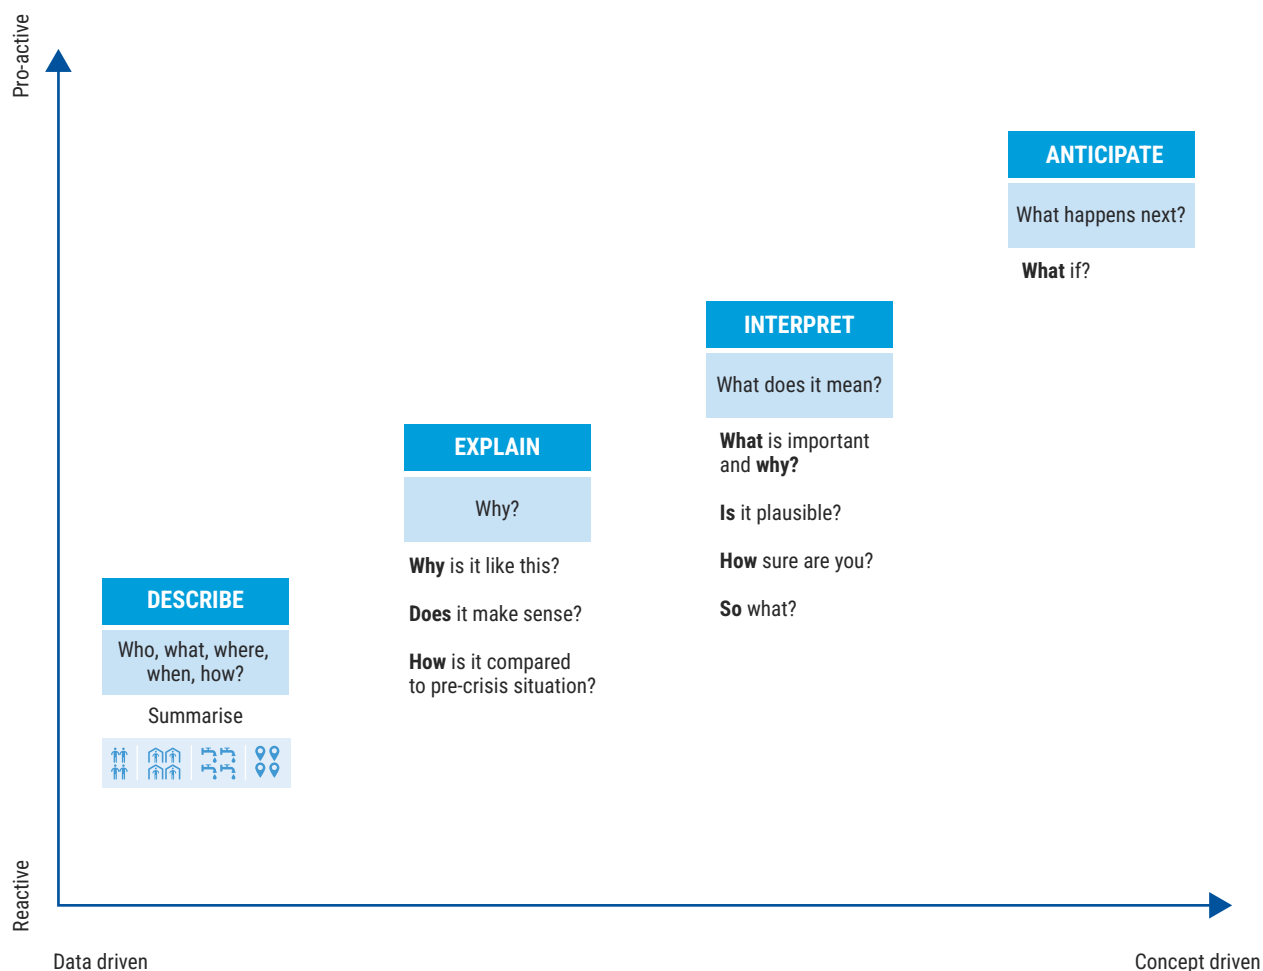 Pro-active
ANTICIPATE
What happens next?
What if?
INTERPRET
What does it mean?
What is important
and why?
Is it plausible?
How sure are you?
So what?
EXPLAIN
Why?
Why is it like this?
Does it make sense?
How is it compared
to pre-crisis situation?
DESCRIBE
Who, what, where,
when, how?
Summarise
Reactive
Data driven
Concept driven